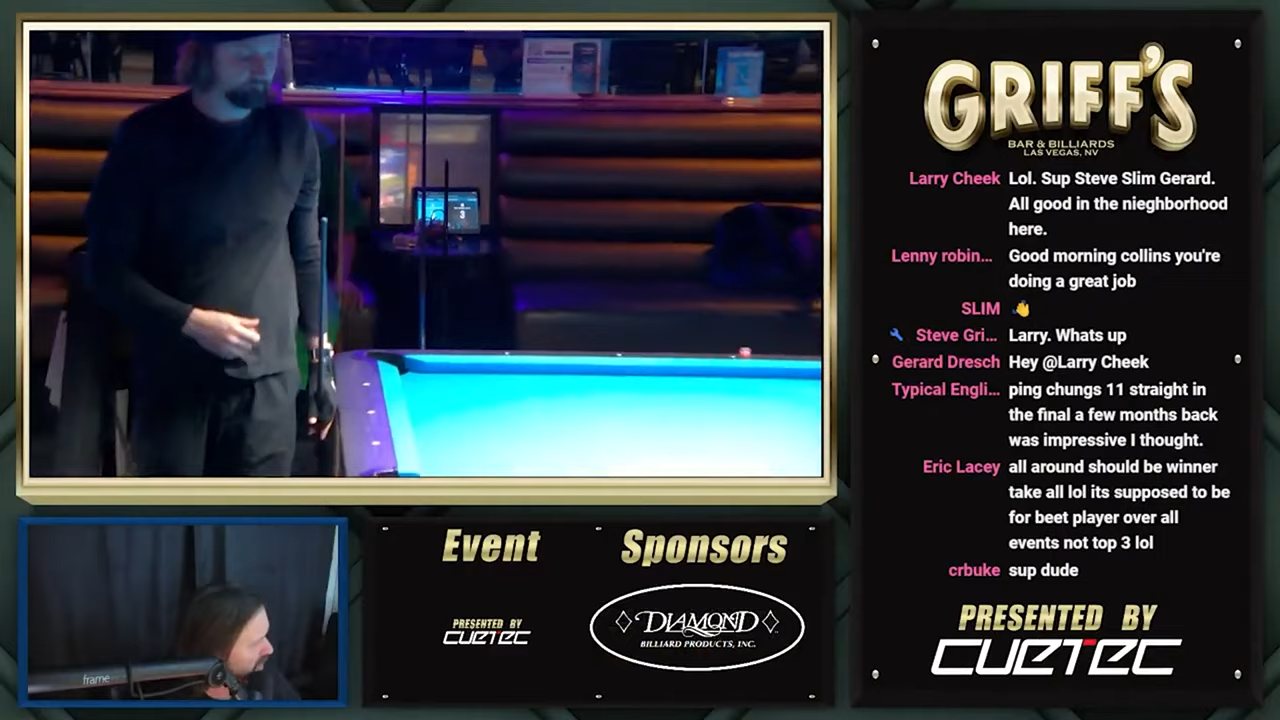 GRIFF'S
BAR & BILLIARDS
LAS VEGAS, NV
Larry Cheek Lol. Sup Steve Slim Gerard.
All good in the nieghborhood
here.
Lenny robin... Good morning collins you're
doing a great job
SLIM 👋
Steve Gri... Larry. Whats up
Gerard Dresch Hey @Larry Cheek
Typical Engli... ping chungs 11 straight in
the final a few months back
was impressive I thought.
Eric Lacey all around should be winner
take all lol its supposed to be
for beet player over all
events not top 3 lol
crbuke sup dude
PRESENTED BY
CUETEC
3
frame
Event Sponsors
PRESENTED BY
CUETEC
DIAMOND
BILLIARD PRODUCTS, INC.